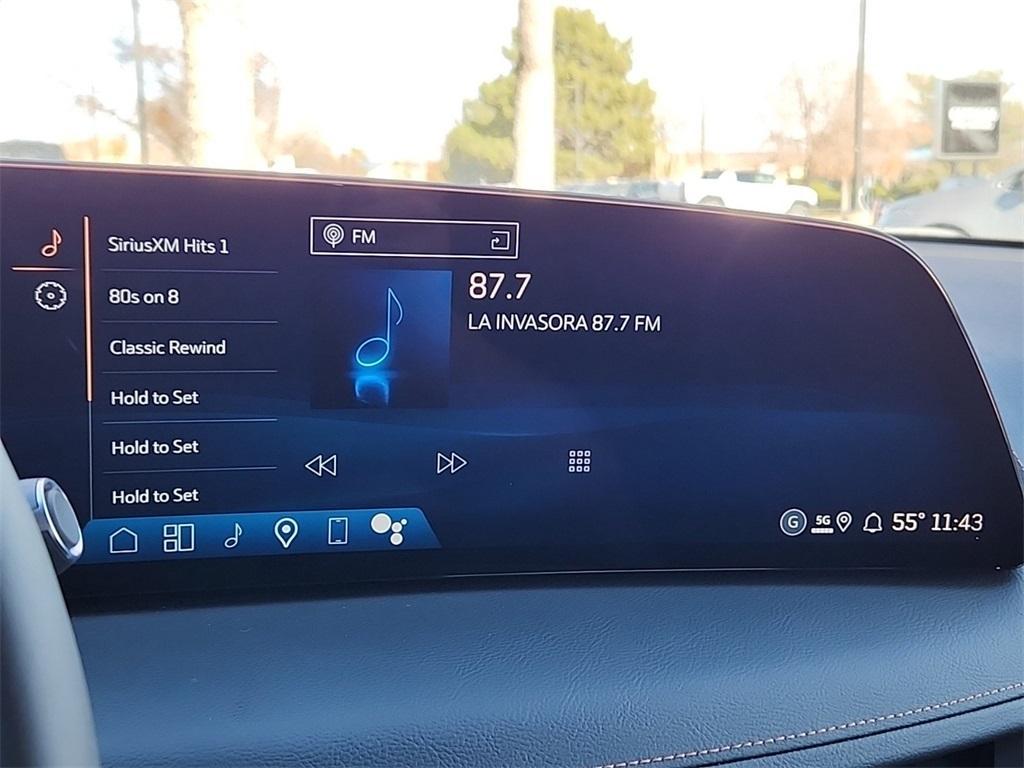 SiriusXM Hits 1
80s on 8
Classic Rewind
Hold to Set
Hold to Set
Hold to Set
FM
87.7
LA INVASORA 87.7 FM
G 5G 55° 11:43